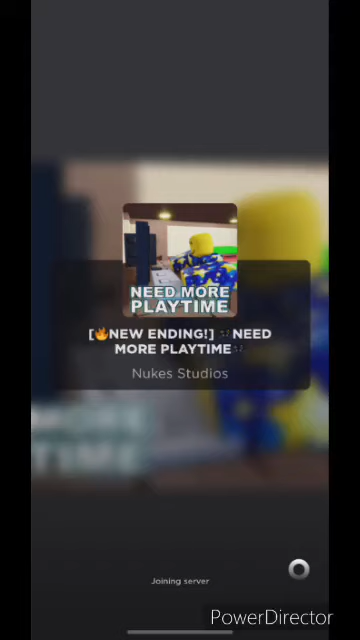 NEED MORE
PLAYTIME
[🔥NEW ENDING!] NEED
MORE PLAYTIME
Nukes Studios
Joining server
PowerDirector